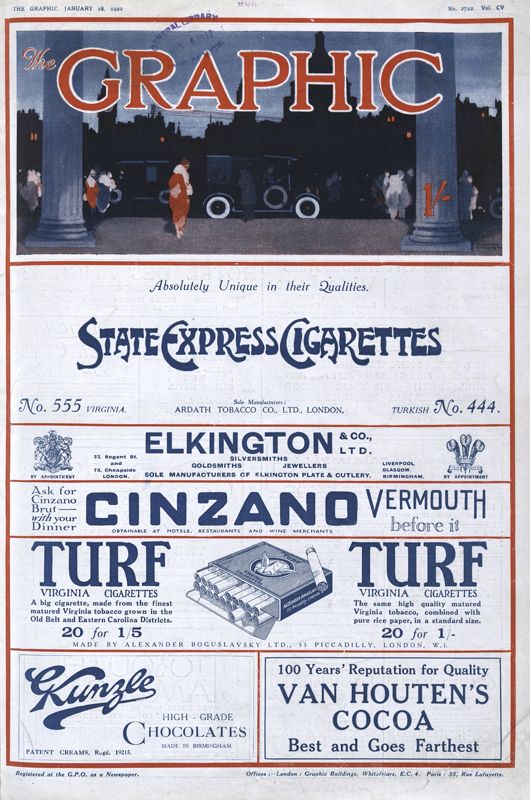 THE GRAPHIC JANUARY 28, 1922
No. 2722. Vol. CV
The GRAPHIC
1/-
Absolutely Unique in their Qualities.
STATE EXPRESS CIGARETTES
No. 555 VIRGINIA.
Sole Manufacturers:
ARDATH TOBACCO CO., LTD., LONDON.
TURKISH No. 444.
BY APPOINTMENT
22, Regent St.
and
73, Cheapside
LONDON.
ELKINGTON & CO., LTD.
SILVERSMITHS
GOLDSMITHS JEWELLERS
SOLE MANUFACTURERS OF ELKINGTON PLATE & CUTLERY.
LIVERPOOL
GLASGOW,
BIRMINGHAM,
BY APPOINTMENT
Ask for
Cinzano
Brut—
with your
Dinner
CINZANO
OBTAINABLE AT HOTELS, RESTAURANTS AND WINE MERCHANTS
VERMOUTH
before it
TURF
VIRGINIA CIGARETTES
A big cigarette, made from the finest
matured Virginia tobacco grown in the
Old Belt and Eastern Carolina Districts.
20 for 1/5
TURF
VIRGINIA CIGARETTES
The same high quality matured
Virginia tobacco, combined with
pure rice paper, in a standard size.
20 for 1/-
MADE BY ALEXANDER BOGUSLAVSKY LTD., 55 PICCADILLY, LONDON, W.1.
Kunzle
HIGH-GRADE
CHOCOLATES
MADE IN BIRMINGHAM
PATENT CREAMS, Regd. 19215.
100 Years' Reputation for Quality
VAN HOUTEN'S
COCOA
Best and Goes Farthest
Registered at the G.P.O. as a Newspaper.
Offices:—London: Graphic Buildings, Whitefriars, E.C. 4. Paris: 35, Rue Lafayette.